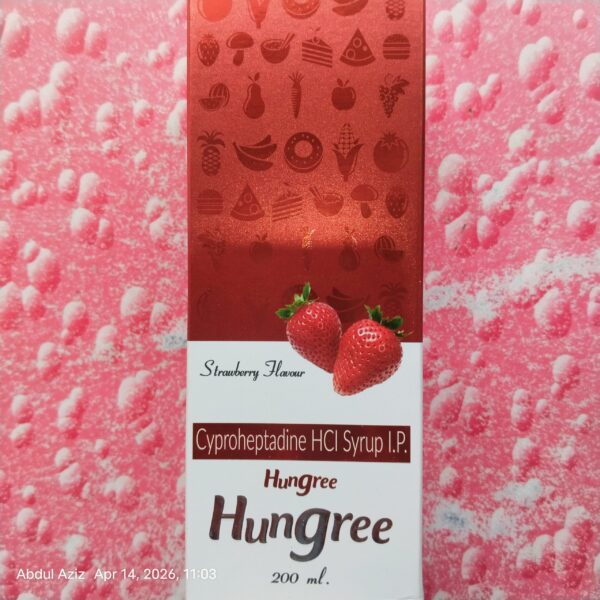 Strawberry Flavour
Cyproheptadine HCl Syrup I.P.
Hungree
Hungree
200 ml.
Abdul Aziz Apr 14, 2026, 11:03